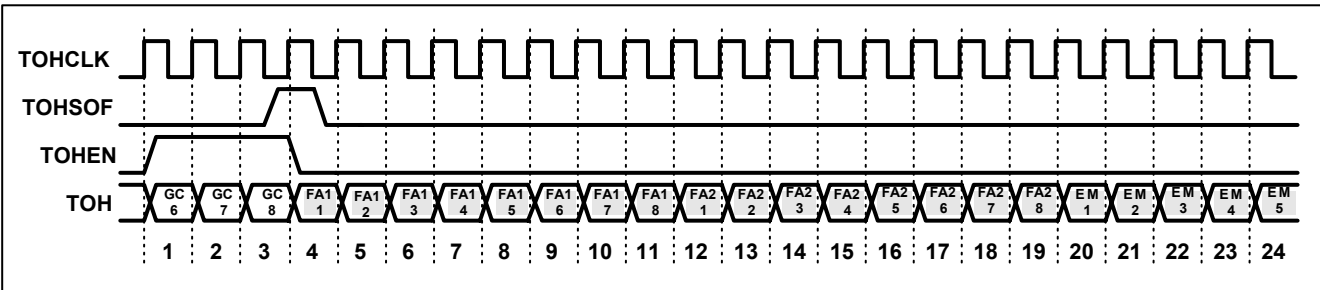 TOHCLK
TOHSOF
TOHEN
TOH GC 6 GC 7 GC 8 FA1 1 FA1 2 FA1 3 FA1 4 FA1 5 FA1 6 FA1 7 FA1 8 FA2 1 FA2 2 FA2 3 FA2 4 FA2 5 FA2 6 FA2 7 FA2 8 EM 1 EM 2 EM 3 EM 4 EM 5
1 2 3 4 5 6 7 8 9 10 11 12 13 14 15 16 17 18 19 20 21 22 23 24